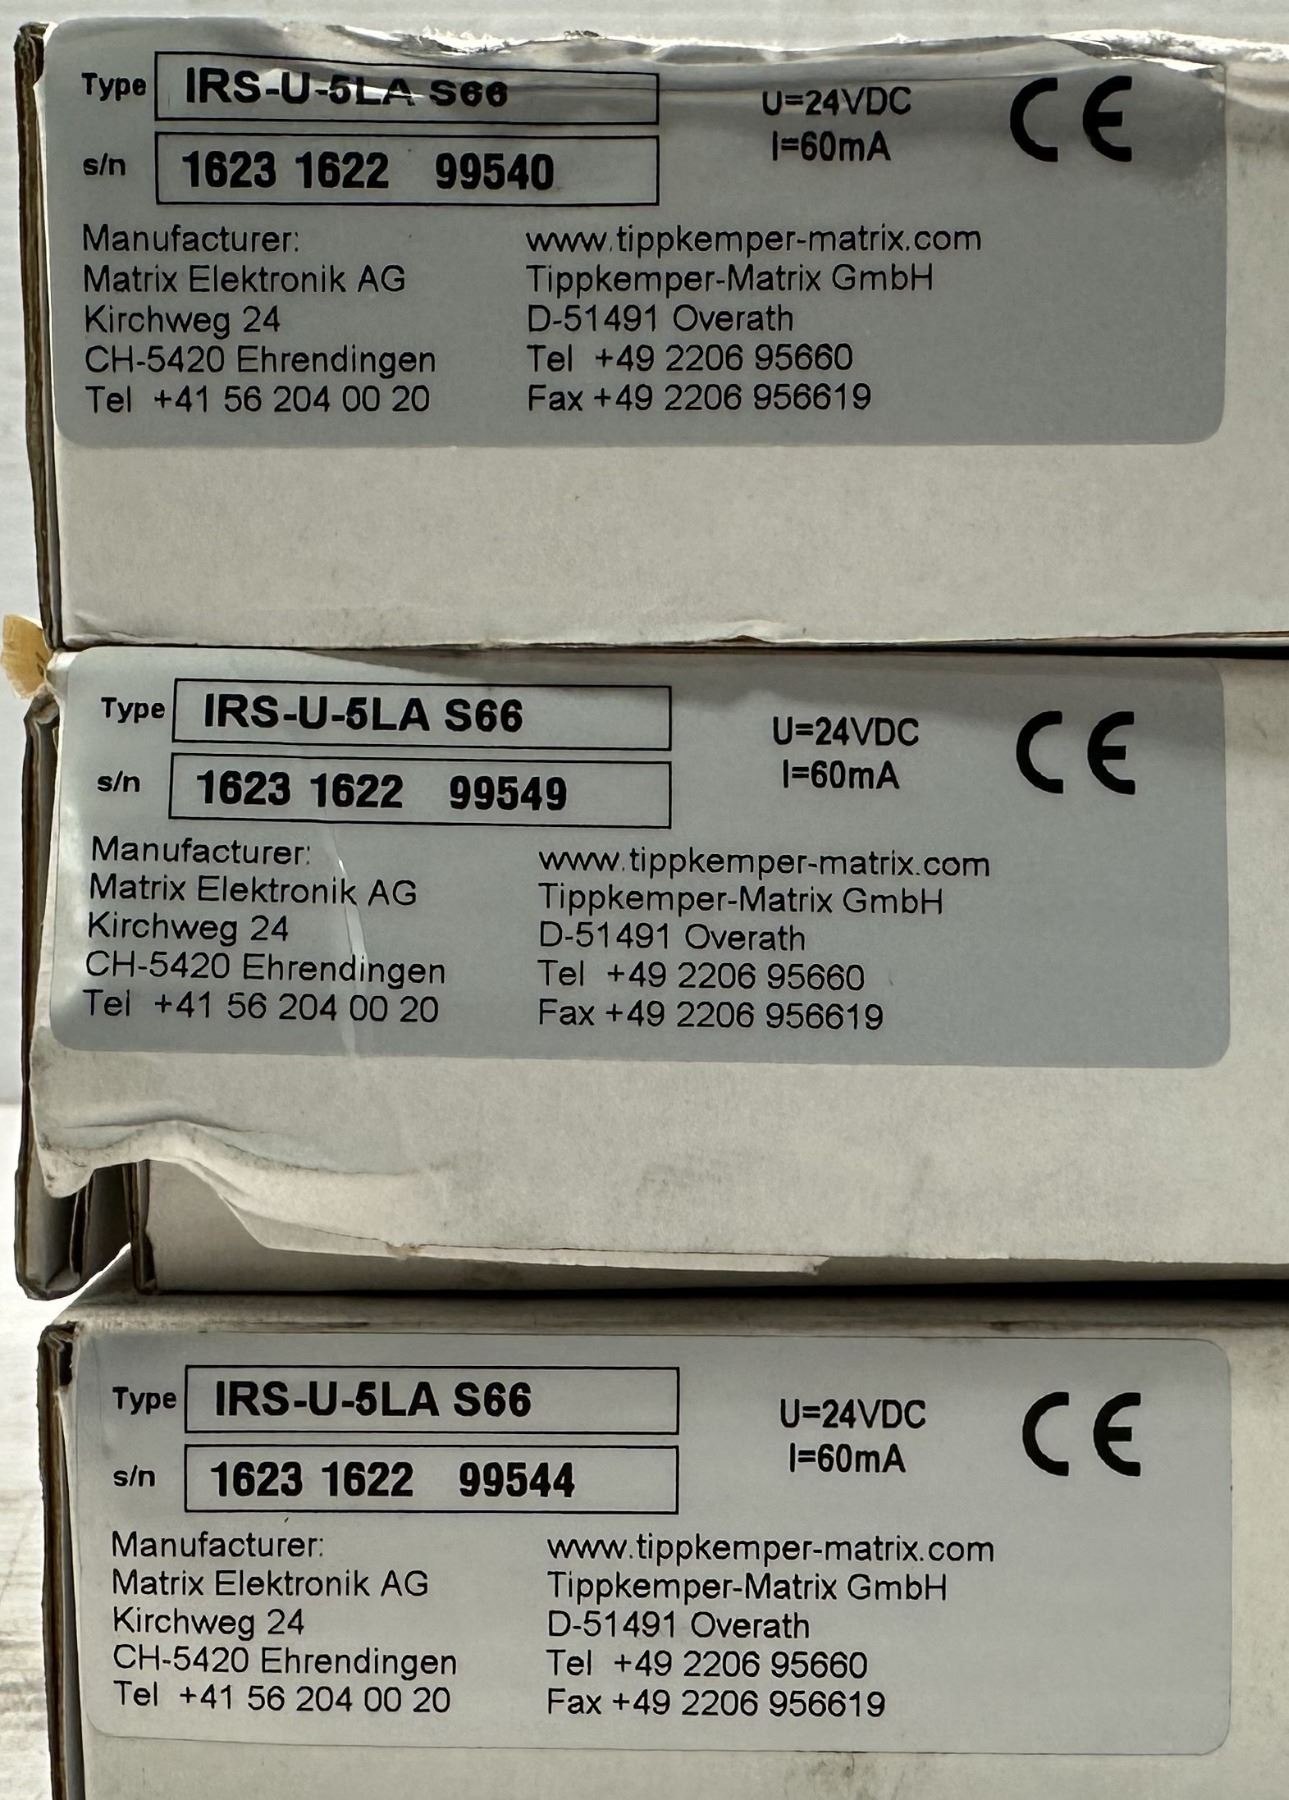 Type IRS-U-5LA S66 U=24VDC CE
s/n 1623 1622 99540 I=60mA
Manufacturer: www.tippkemper-matrix.com
Matrix Elektronik AG Tippkemper-Matrix GmbH
Kirchweg 24 D-51491 Overath
CH-5420 Ehrendingen Tel +49 2206 95660
Tel +41 56 204 00 20 Fax +49 2206 956619
Type IRS-U-5LA S66 U=24VDC CE
s/n 1623 1622 99549 I=60mA
Manufacturer: www.tippkemper-matrix.com
Matrix Elektronik AG Tippkemper-Matrix GmbH
Kirchweg 24 D-51491 Overath
CH-5420 Ehrendingen Tel +49 2206 95660
Tel +41 56 204 00 20 Fax +49 2206 956619
Type IRS-U-5LA S66 U=24VDC CE
s/n 1623 1622 99544 I=60mA
Manufacturer: www.tippkemper-matrix.com
Matrix Elektronik AG Tippkemper-Matrix GmbH
Kirchweg 24 D-51491 Overath
CH-5420 Ehrendingen Tel +49 2206 95660
Tel +41 56 204 00 20 Fax +49 2206 956619